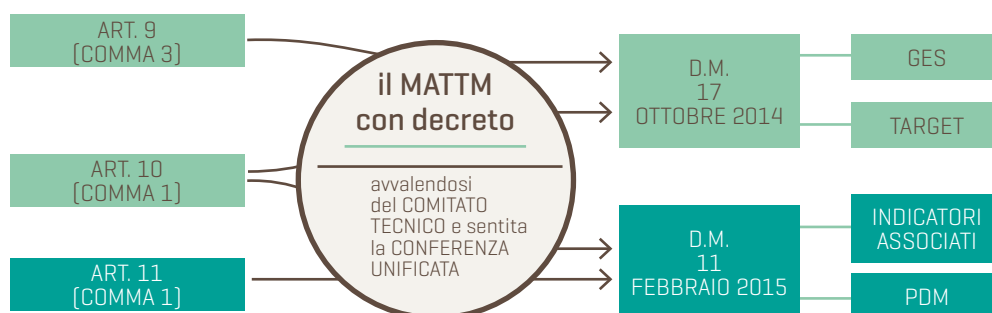 ART. 9
(COMMA 3)
ART. 10
(COMMA 1)
ART. 11
(COMMA 1)
il MATTM
con decreto
avvalendosi
del COMITATO
TECNICO e sentita
la CONFERENZA
UNIFICATA
D.M.
17
OTTOBRE 2014
GES
TARGET
D.M.
11
FEBBRAIO 2015
INDICATORI
ASSOCIATI
PDM